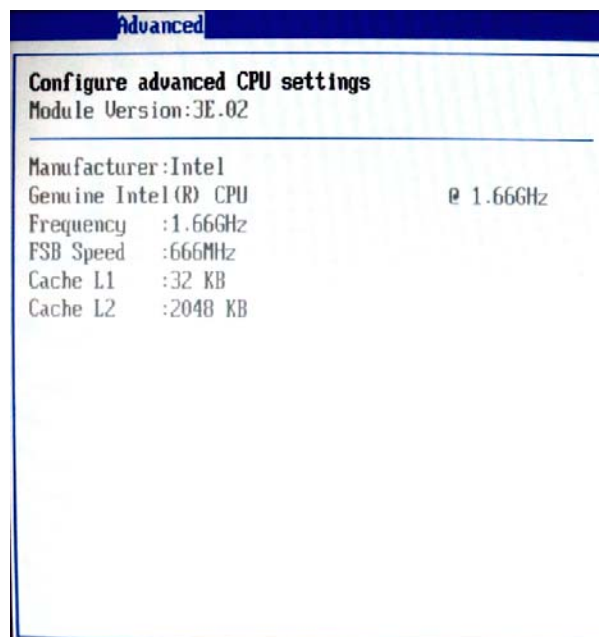 Advanced
Configure advanced CPU settings
Module Version:3E.02
Manufacturer:Intel
Genuine Intel(R) CPU @ 1.66GHz
Frequency :1.66GHz
FSB Speed :666MHz
Cache L1 :32 KB
Cache L2 :2048 KB